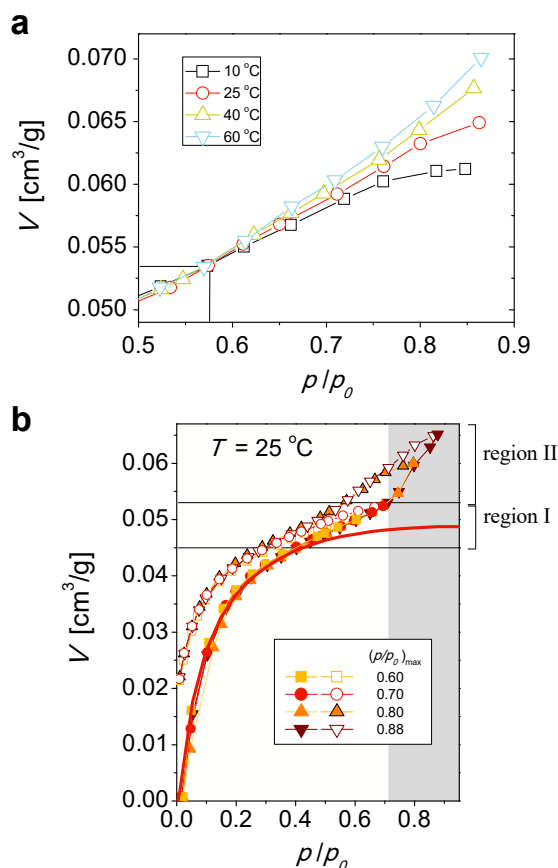 a
0.070
0.065
0.060
0.055
0.050
V [cm³/g]
10 °C
25 °C
40 °C
60 °C
0.5 0.6 0.7 0.8 0.9
p/p₀
b
T = 25 °C
0.06
0.05
0.04
0.03
0.02
0.01
0.00
V [cm³/g]
region II
region I
(p/p₀)max
0.60
0.70
0.80
0.88
0.0 0.2 0.4 0.6 0.8
p/p₀